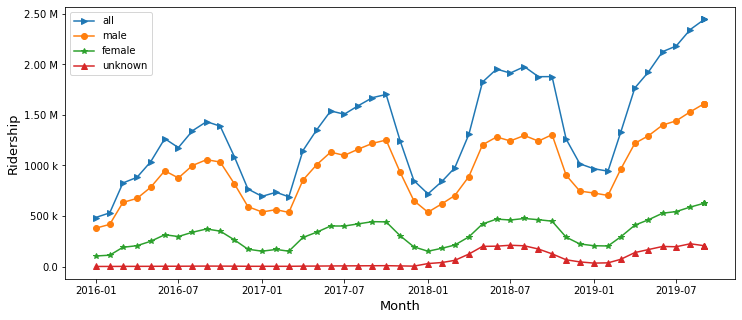 2.50 M
2.00 M
1.50 M
1000 k
500 k
0.0
Ridership
all
male
female
unknown
2016-01
2016-07
2017-01
2017-07
2018-01
2018-07
2019-01
2019-07
Month